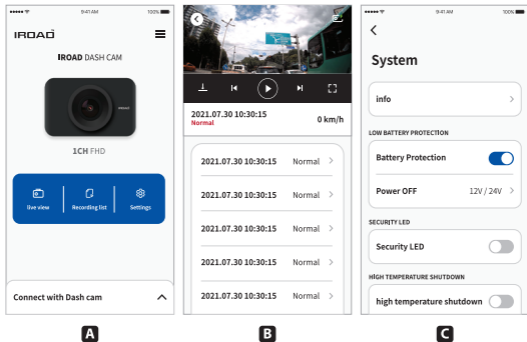 9:41 AM 100%
IROAD
IROAD DASH CAM
1CH FHD
live view Recording list Settings
Connect with Dash cam
A
2021.07.30 10:30:15 0 km/h
Normal
2021.07.30 10:30:15 Normal
2021.07.30 10:30:15 Normal
2021.07.30 10:30:15 Normal
2021.07.30 10:30:15 Normal
2021.07.30 10:30:15 Normal
B
9:41 AM 100%
System
info
LOW BATTERY PROTECTION
Battery Protection
Power OFF 12V / 24V
SECURITY LED
Security LED
HIGH TEMPERATURE SHUTDOWN
high temperature shutdown
C